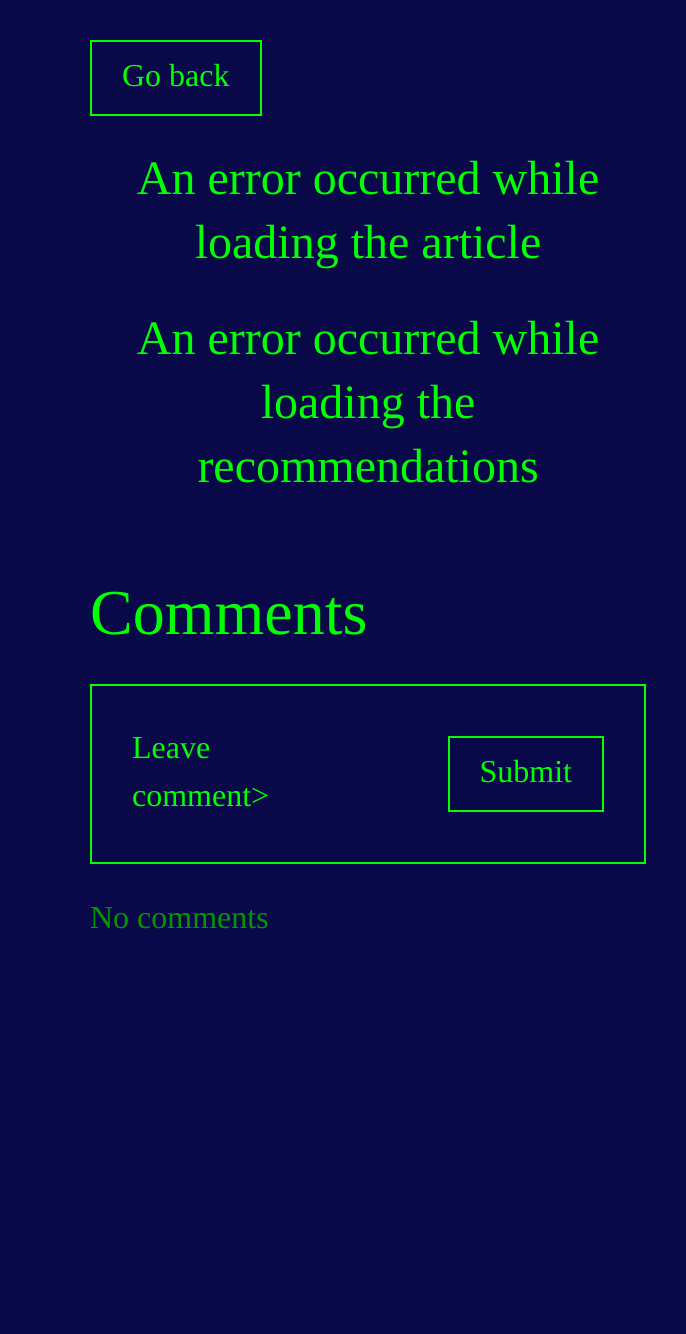 Go back
An error occurred while
loading the article
An error occurred while
loading the
recommendations
Comments
Leave
comment>
Submit
No comments